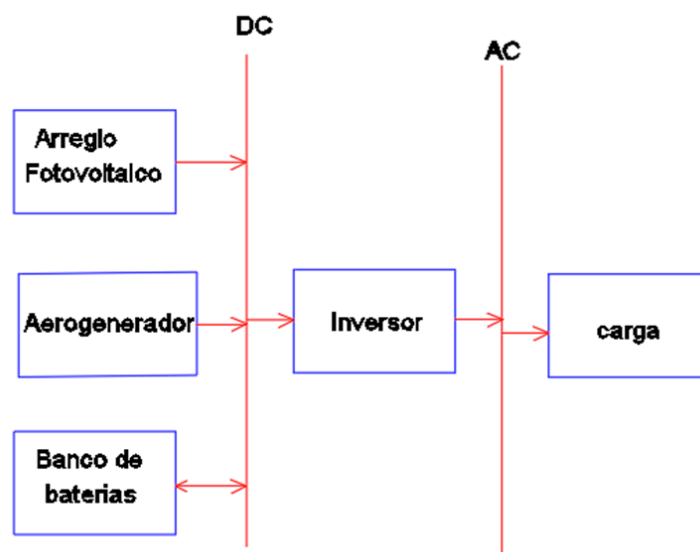 DC
AC
Arreglo
Fotovoltaico
Aerogenerador
Inversor
carga
Banco de
baterias